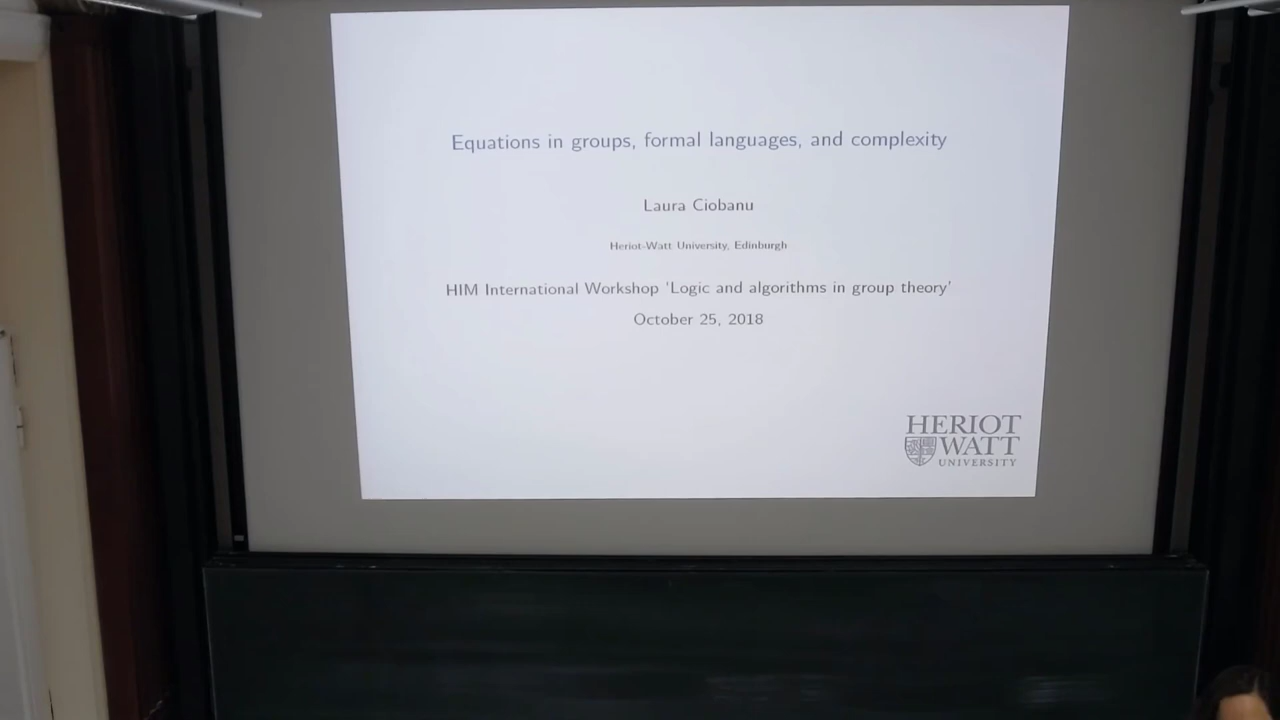 Equations in groups, formal languages, and complexity
Laura Ciobanu
Heriot-Watt University, Edinburgh
HIM International Workshop 'Logic and algorithms in group theory'
October 25, 2018
HERIOT
WATT
UNIVERSITY